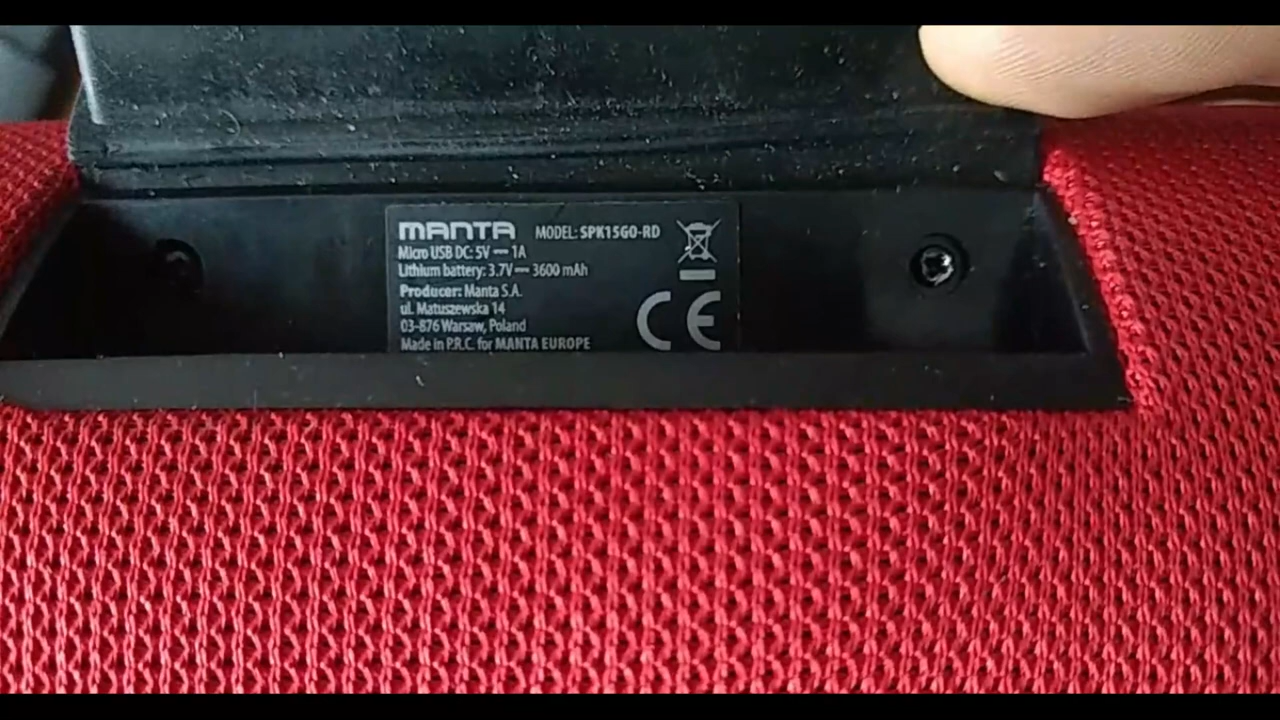 MANTA MODEL: SPK15GO-RD
Micro USB DC: 5V 1A
Lithium battery: 3.7V 3600 mAh
Producer: Manta S.A.
ul. Matuszewska 14
03-876 Warsaw, Poland
Made in P.R.C. for MANTA EUROPE
CE